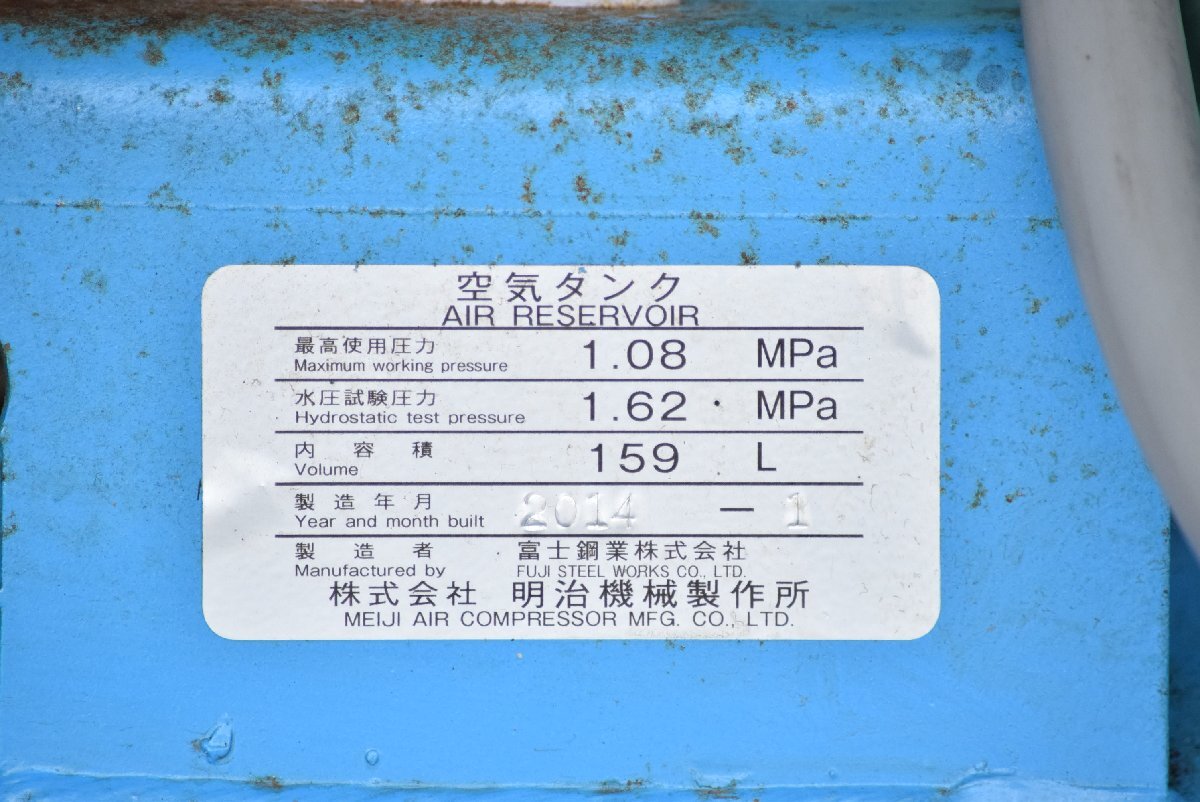 空気タンク
AIR RESERVOIR
最高使用圧力 1.08 MPa
Maximum working pressure
水圧試験圧力 1.62 MPa
Hydrostatic test pressure
内容積 159 L
Volume
製造年月 2014 — 1
Year and month built
製造者 富士鋼業株式会社
Manufactured by FUJI STEEL WORKS CO., LTD.
株式会社 明治機械製作所
MEIJI AIR COMPRESSOR MFG. CO., LTD.